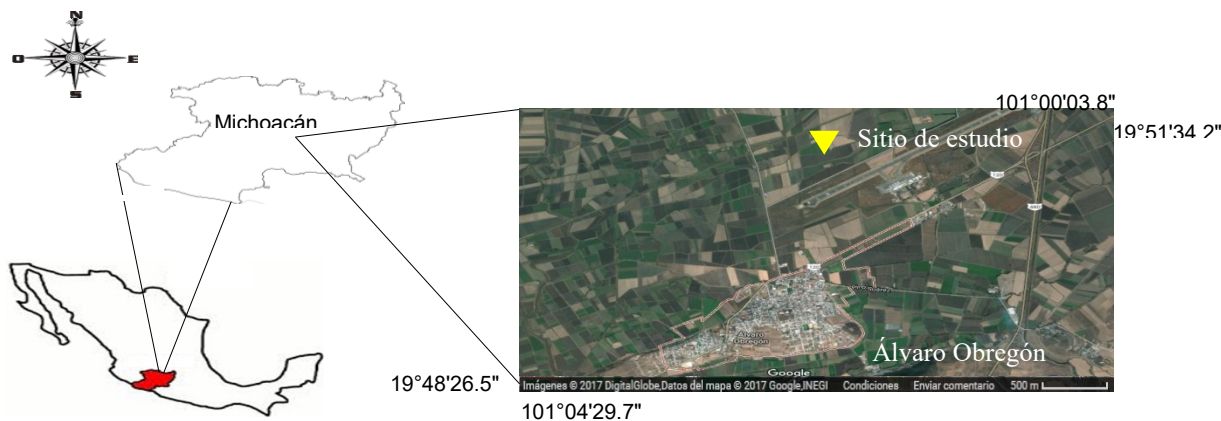 N
O E
S
Michoacán
101°00'03.8"
19°51'34.2"
Sitio de estudio
Álvaro Obregón
Álvaro Obregón
Google
19°48'26.5"
Imágenes © 2017 DigitalGlobe,Datos del mapa © 2017 Google,INEGI Condiciones Enviar comentario 500 m
101°04'29.7"